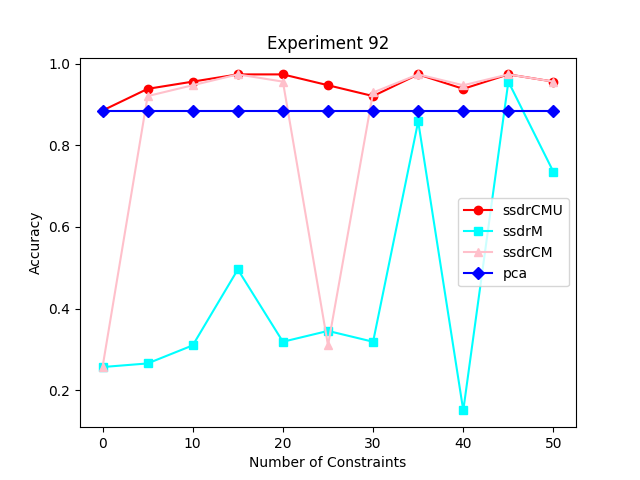 Experiment 92
1.0
0.8
0.6
0.4
0.2
Accuracy
ssdrCMU
ssdrM
ssdrCM
pca
0 10 20 30 40 50
Number of Constraints